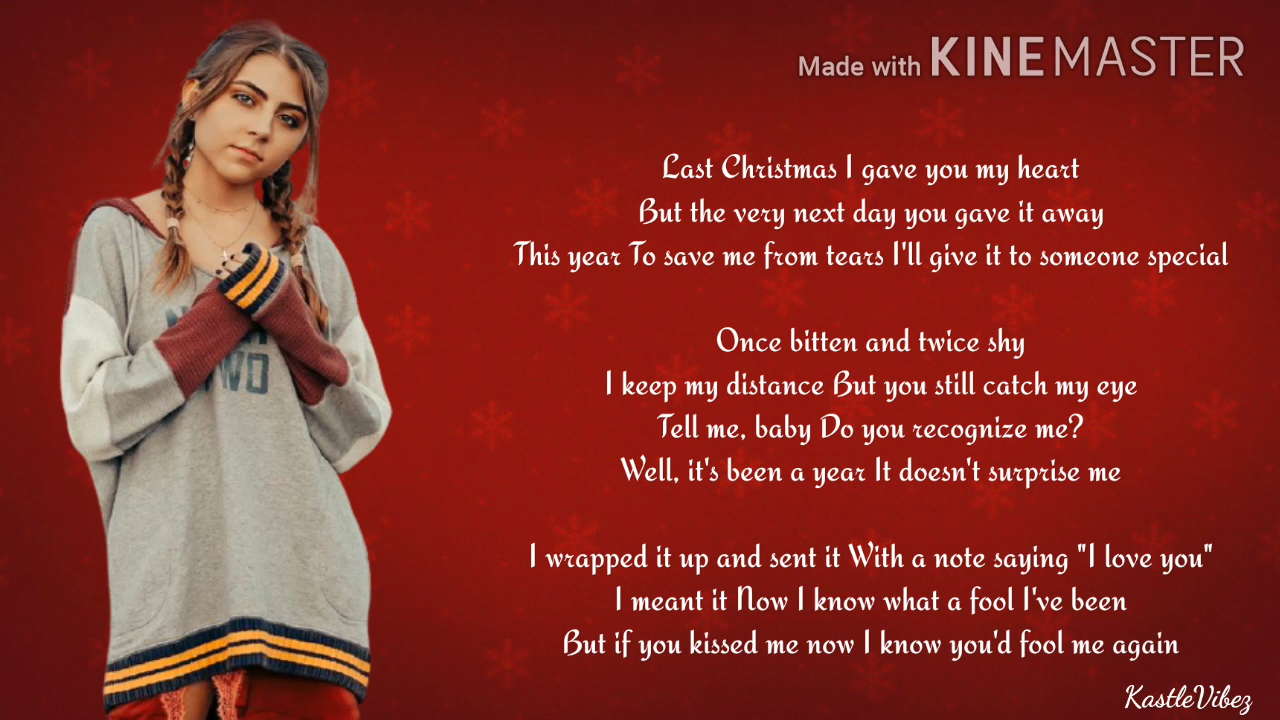 Made with KINEMASTER
Last Christmas I gave you my heart
But the very next day you gave it away
This year To save me from tears I'll give it to someone special
Once bitten and twice shy
I keep my distance But you still catch my eye
Tell me, baby Do you recognize me?
Well, it's been a year It doesn't surprise me
I wrapped it up and sent it With a note saying "I love you"
I meant it Now I know what a fool I've been
But if you kissed me now I know you'd fool me again
KastleVibez